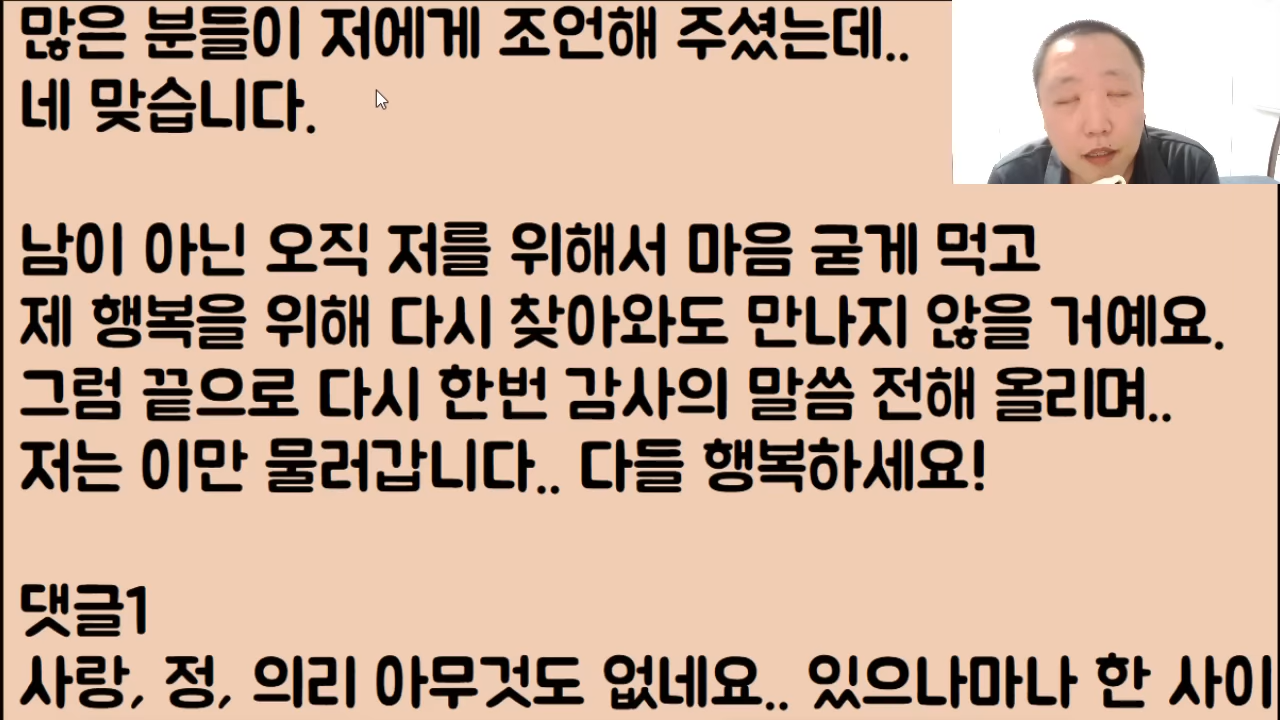 많은 분들이 저에게 조언해 주셨는데..
네 맞습니다.
남이 아닌 오직 저를 위해서 마음 굳게 먹고
제 행복을 위해 다시 찾아와도 만나지 않을 거예요.
그럼 끝으로 다시 한번 감사의 말씀 전해 올리며..
저는 이만 물러갑니다.. 다들 행복하세요!
댓글1
사랑, 정, 의리 아무것도 없네요.. 있으나마나 한 사이